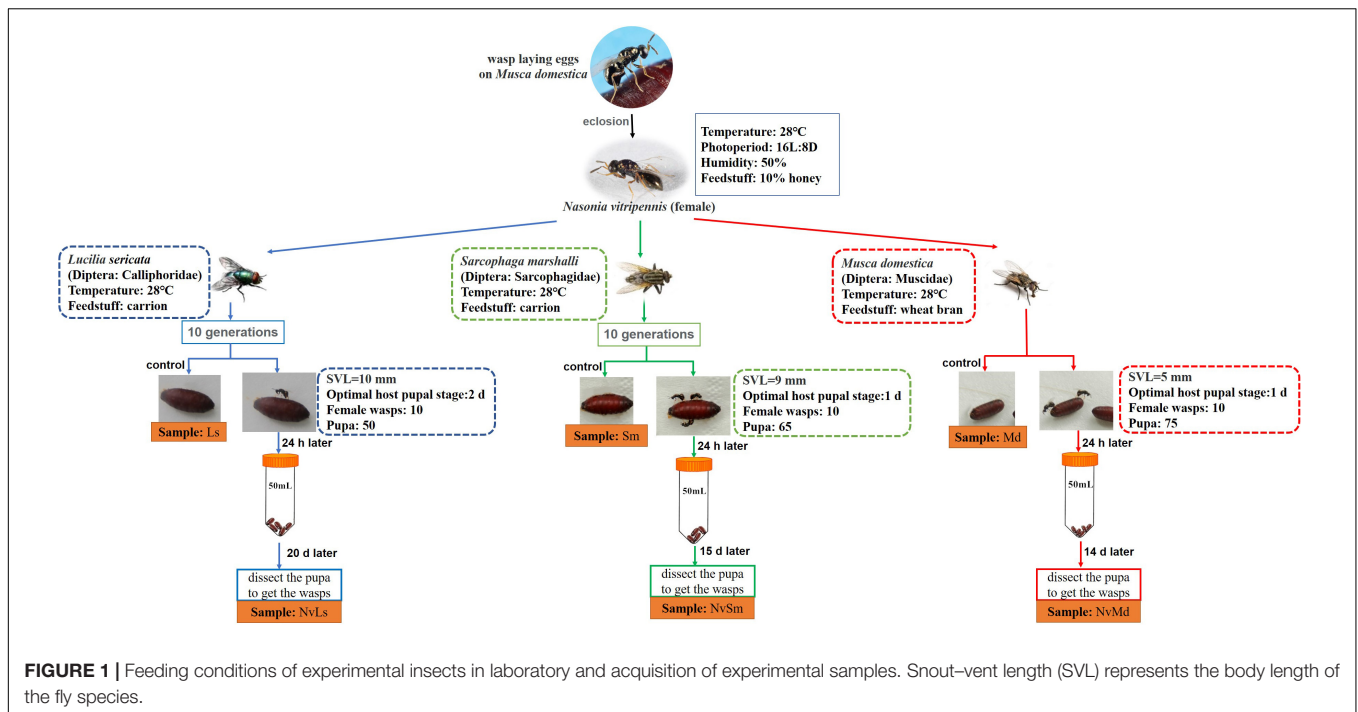 wasp laying eggs
on Musca domestica
eclosion
Temperature: 28°C
Photoperiod: 16L:8D
Humidity: 50%
Feedstuff: 10% honey
Nasonia vitripennis (female)
Lucilia sericata
(Diptera: Calliphoridae)
Temperature: 28°C
Feedstuff: carrion
10 generations
control
Sample: Ls
SVL=10 mm
Optimal host pupal stage:2 d
Female wasps: 10
Pupa: 50
24 h later
50mL
20 d later
dissect the pupa
to get the wasps
Sample: NvLs
Sarcophaga marshalli
(Diptera: Sarcophagidae)
Temperature: 28°C
Feedstuff: carrion
10 generations
control
Sample: Sm
SVL=9 mm
Optimal host pupal stage:1 d
Female wasps: 10
Pupa: 65
24 h later
50mL
15 d later
dissect the pupa
to get the wasps
Sample: NvSm
Musca domestica
(Diptera: Muscidae)
Temperature: 28°C
Feedstuff: wheat bran
control
Sample: Md
SVL=5 mm
Optimal host pupal stage:1 d
Female wasps: 10
Pupa: 75
24 h later
50mL
14 d later
dissect the pupa
to get the wasps
Sample: NvMd
FIGURE 1 | Feeding conditions of experimental insects in laboratory and acquisition of experimental samples. Snout–vent length (SVL) represents the body length of
the fly species.